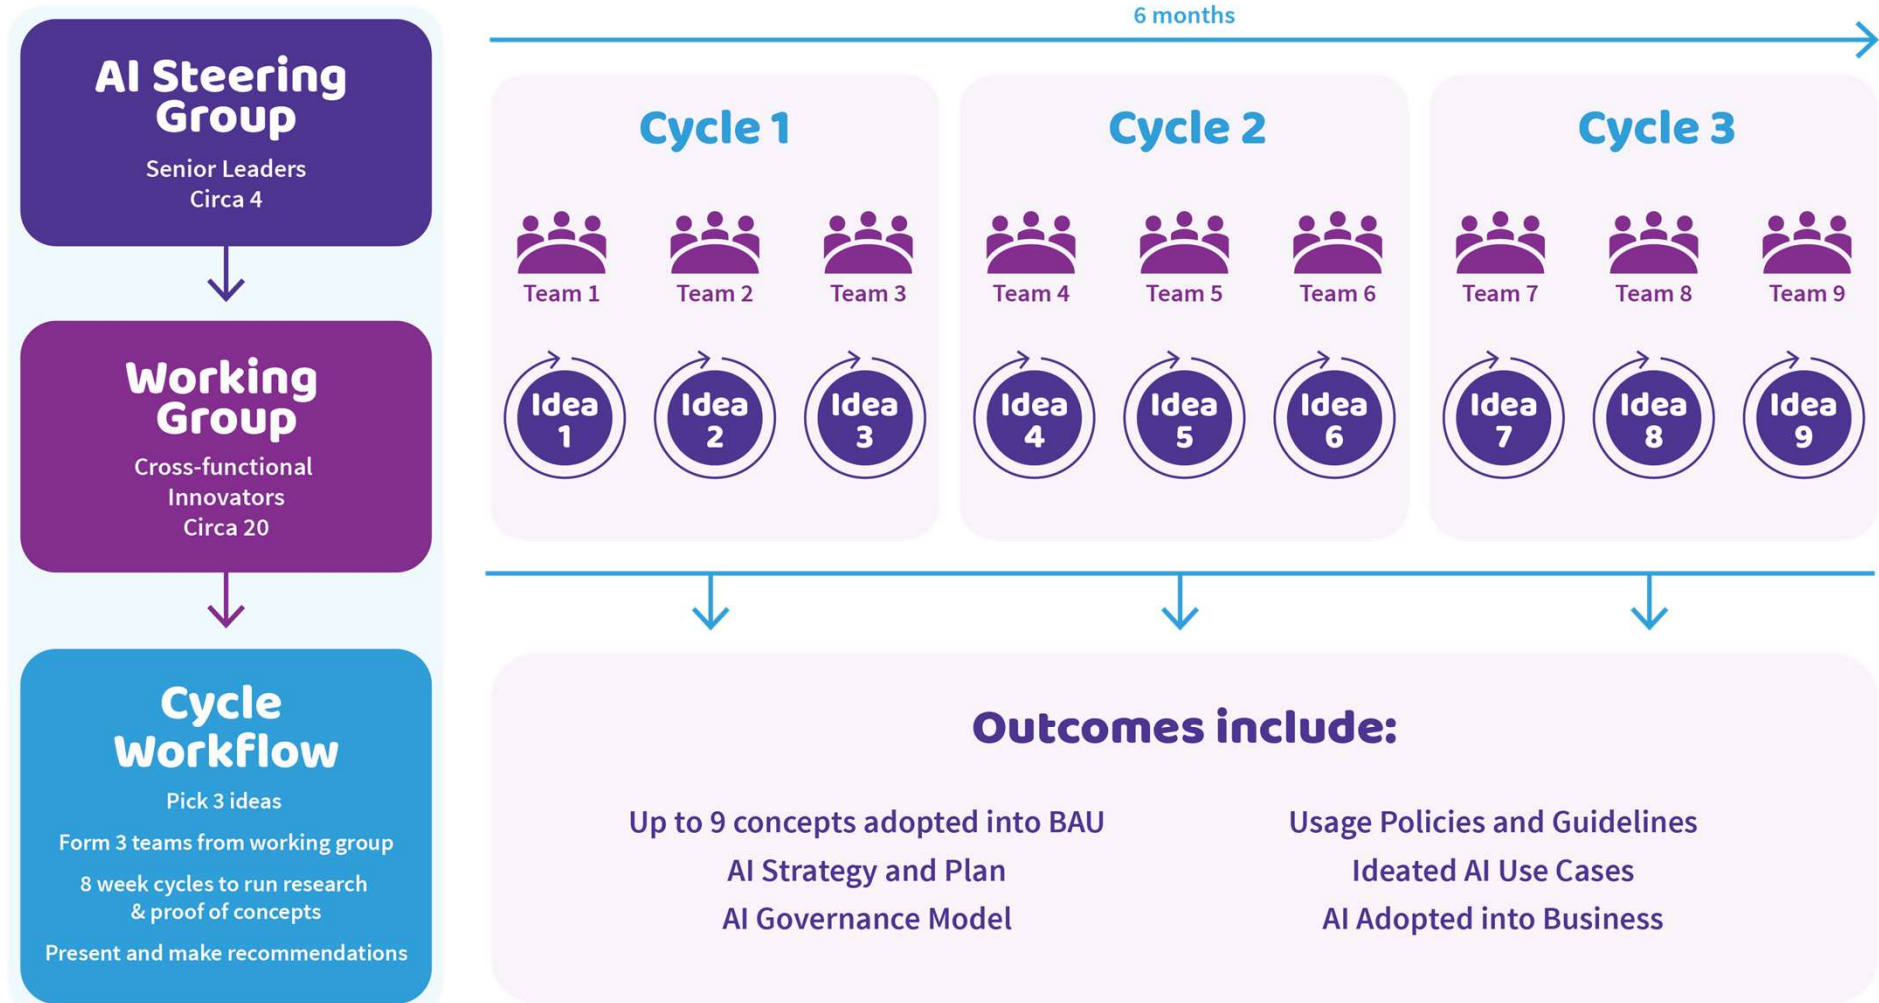 AI Steering
Group
Senior Leaders
Circa 4
Working
Group
Cross-functional
Innovators
Circa 20
Cycle
Workflow
Pick 3 ideas
Form 3 teams from working group
8 week cycles to run research
& proof of concepts
Present and make recommendations
6 months
Cycle 1
Team 1
Team 2
Team 3
Idea
1
Idea
2
Idea
3
Cycle 2
Team 4
Team 5
Team 6
Idea
4
Idea
5
Idea
6
Cycle 3
Team 7
Team 8
Team 9
Idea
7
Idea
8
Idea
9
Outcomes include:
Up to 9 concepts adopted into BAU
AI Strategy and Plan
AI Governance Model
Usage Policies and Guidelines
Ideated AI Use Cases
AI Adopted into Business